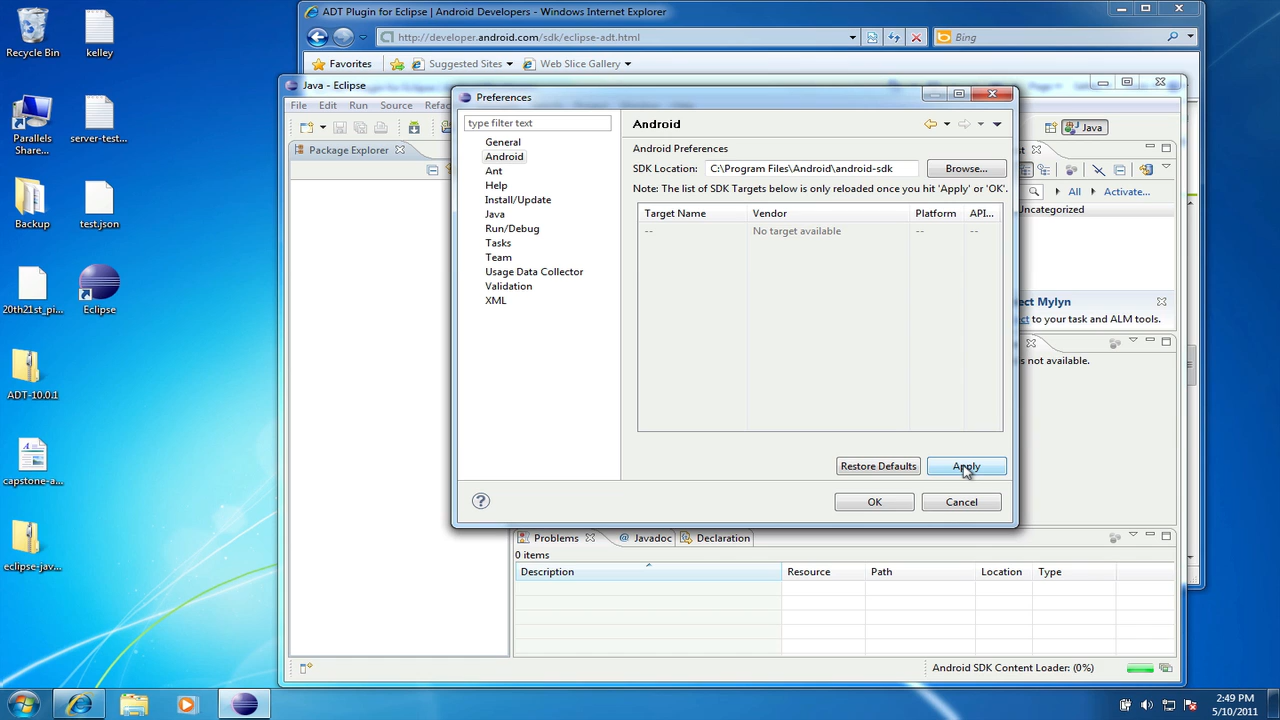 ADT Plugin for Eclipse | Android Developers - Windows Internet Explorer
http://developer.android.com/sdk/eclipse-adt.html
Bing
Favorites
Suggested Sites
Web Slice Gallery
Java - Eclipse
File Edit Run Source
Java
Package Explorer
All
Activate...
Uncategorized
to your task and ALM tools.
Preferences
type filter text
General
Android
Ant
Help
Install/Update
Java
Run/Debug
Tasks
Team
Usage Data Collector
Validation
XML
Android
Android Preferences
SDK Location: C:\Program Files\Android\android-sdk Browse...
Note: The list of SDK Targets below is only reloaded once you hit 'Apply' or 'OK'.
Target Name Vendor Platform API...
-- No target available -- --
Restore Defaults Apply
OK Cancel
Mylyn
s not available.
Problems Javadoc Declaration
@
0 items
Description Resource Path Location Type
Android SDK Content Loader: (0%)
Recycle Bin
kelley
Parallels
Share...
server-test...
Backup
test.json
20th21st_pi...
Eclipse
ADT-10.0.1
capstone-a...
eclipse-jav...
2:49 PM
5/10/2011